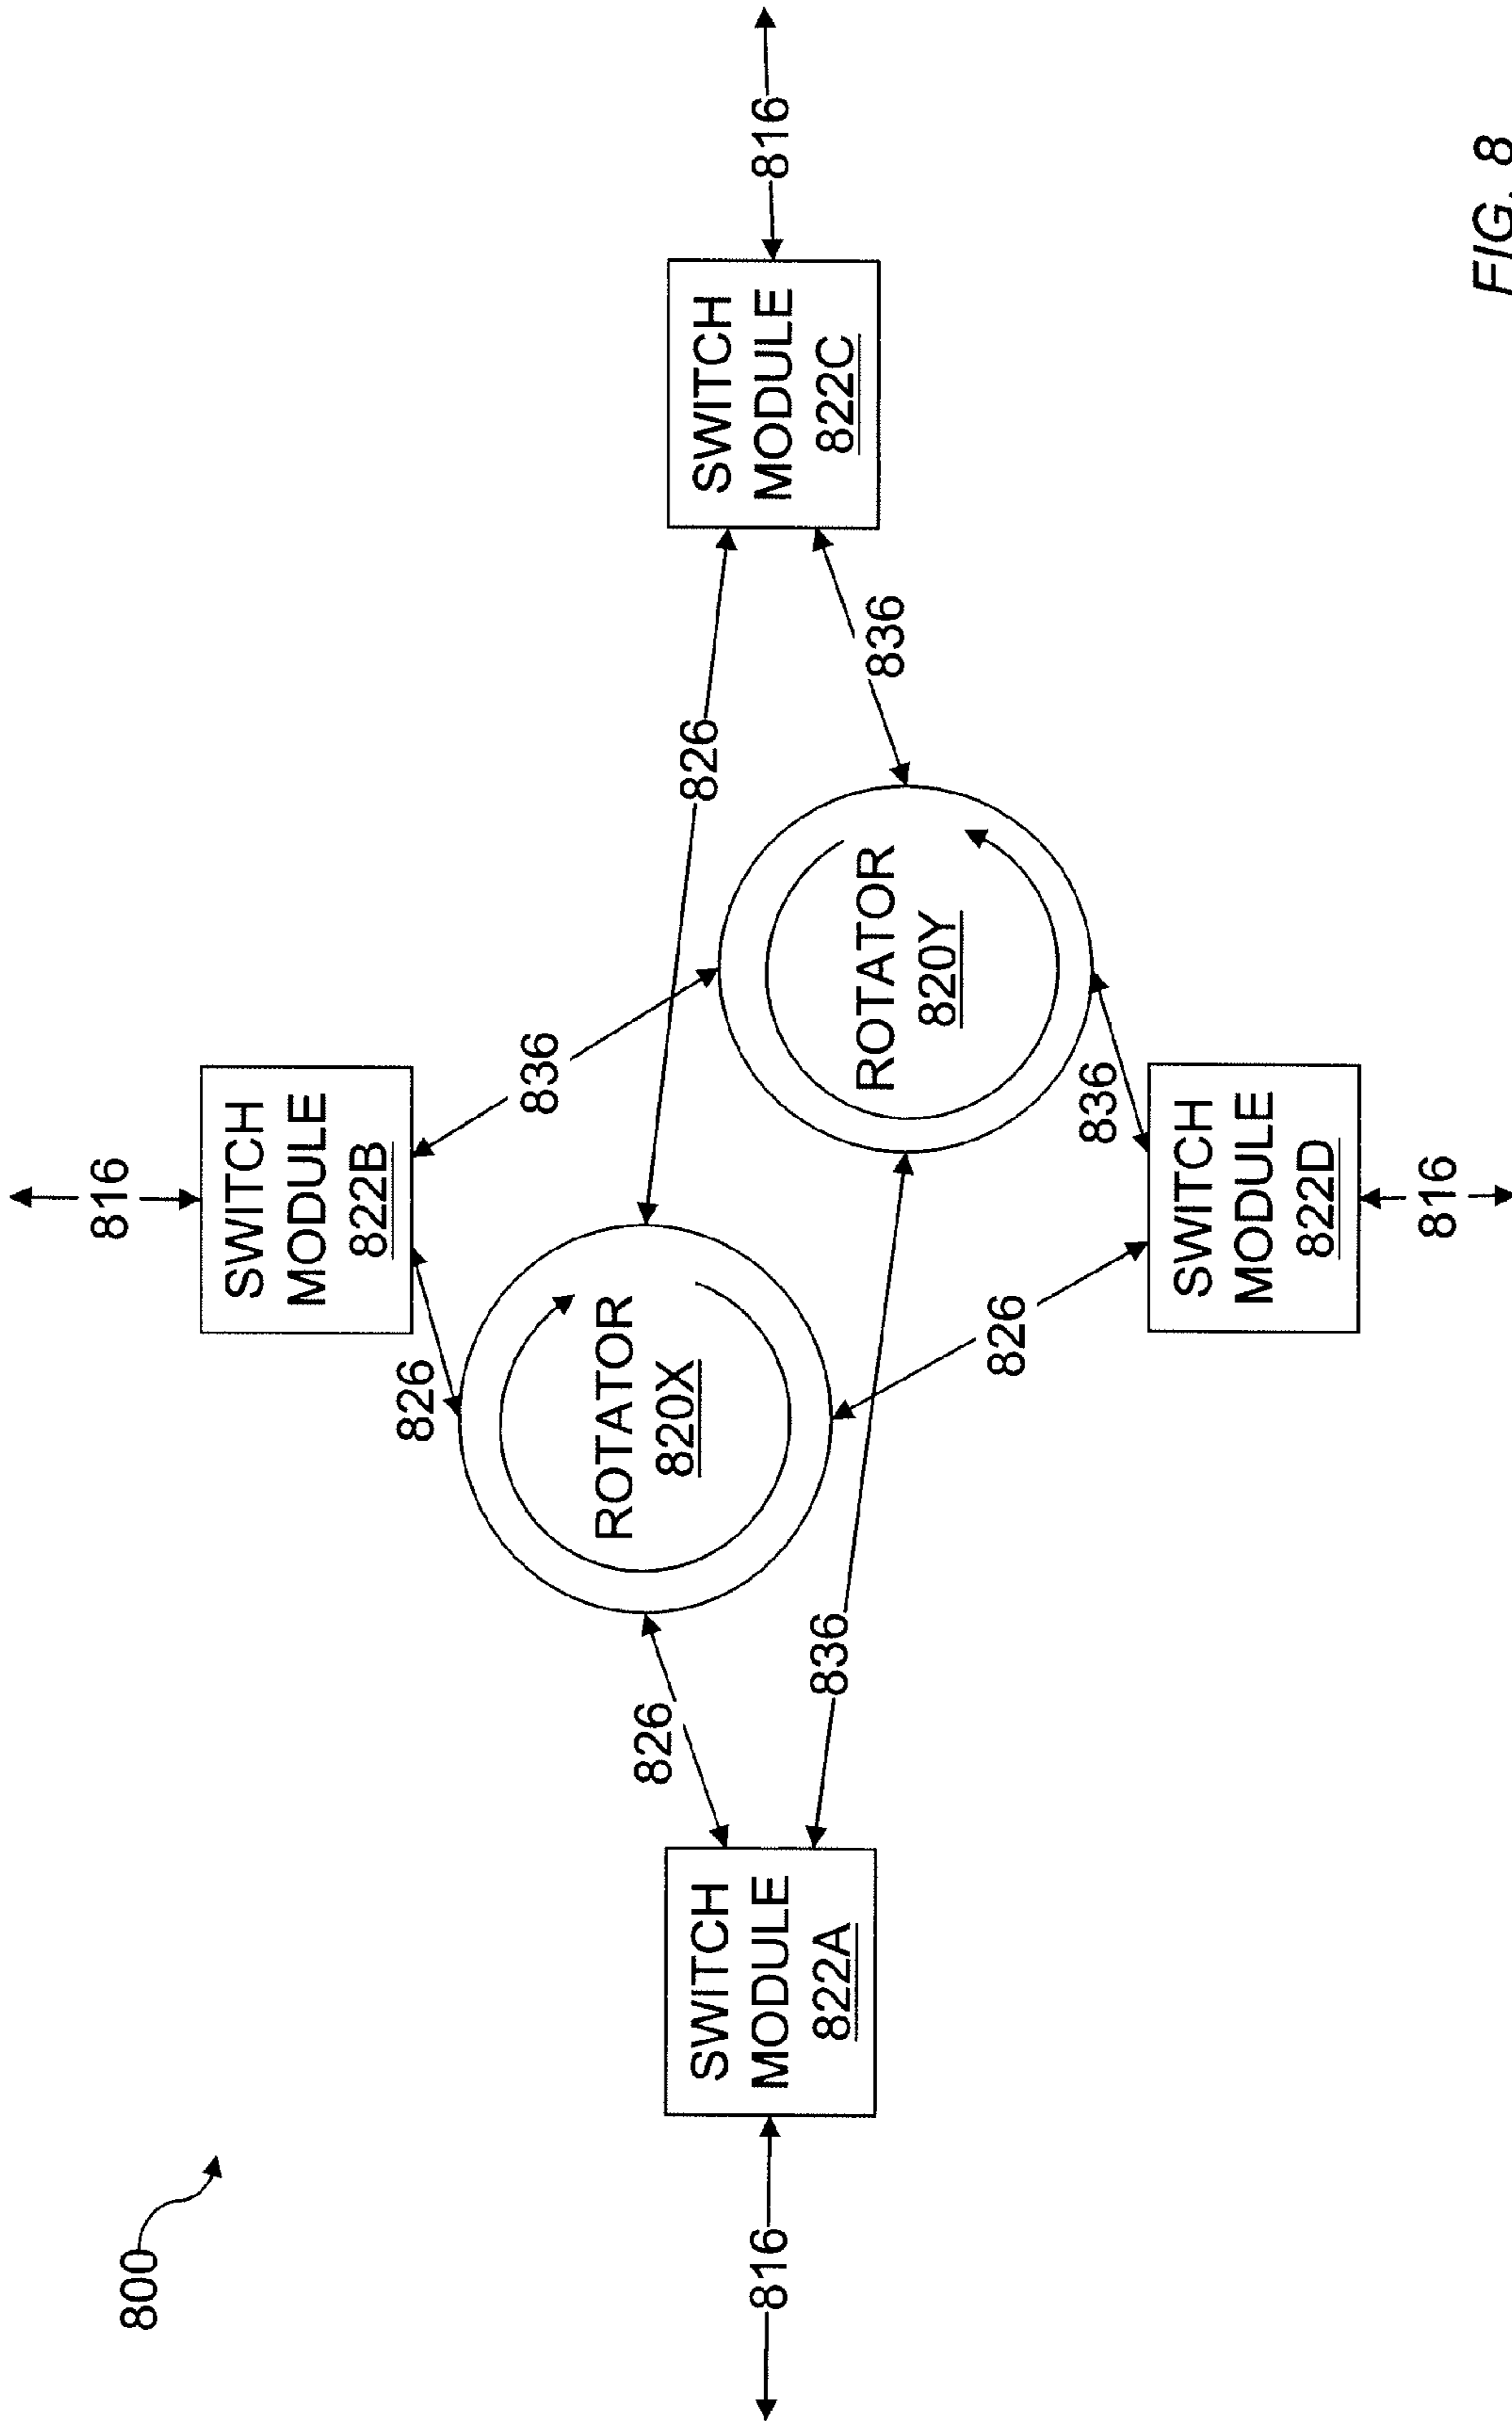 800
816
SWITCH
MODULE
822B
826
836
826
ROTATOR
820X
826
816
SWITCH
MODULE
822A
SWITCH
MODULE
822C
816
836
836
ROTATOR
820Y
826
836
SWITCH
MODULE
822D
816
FIG. 8